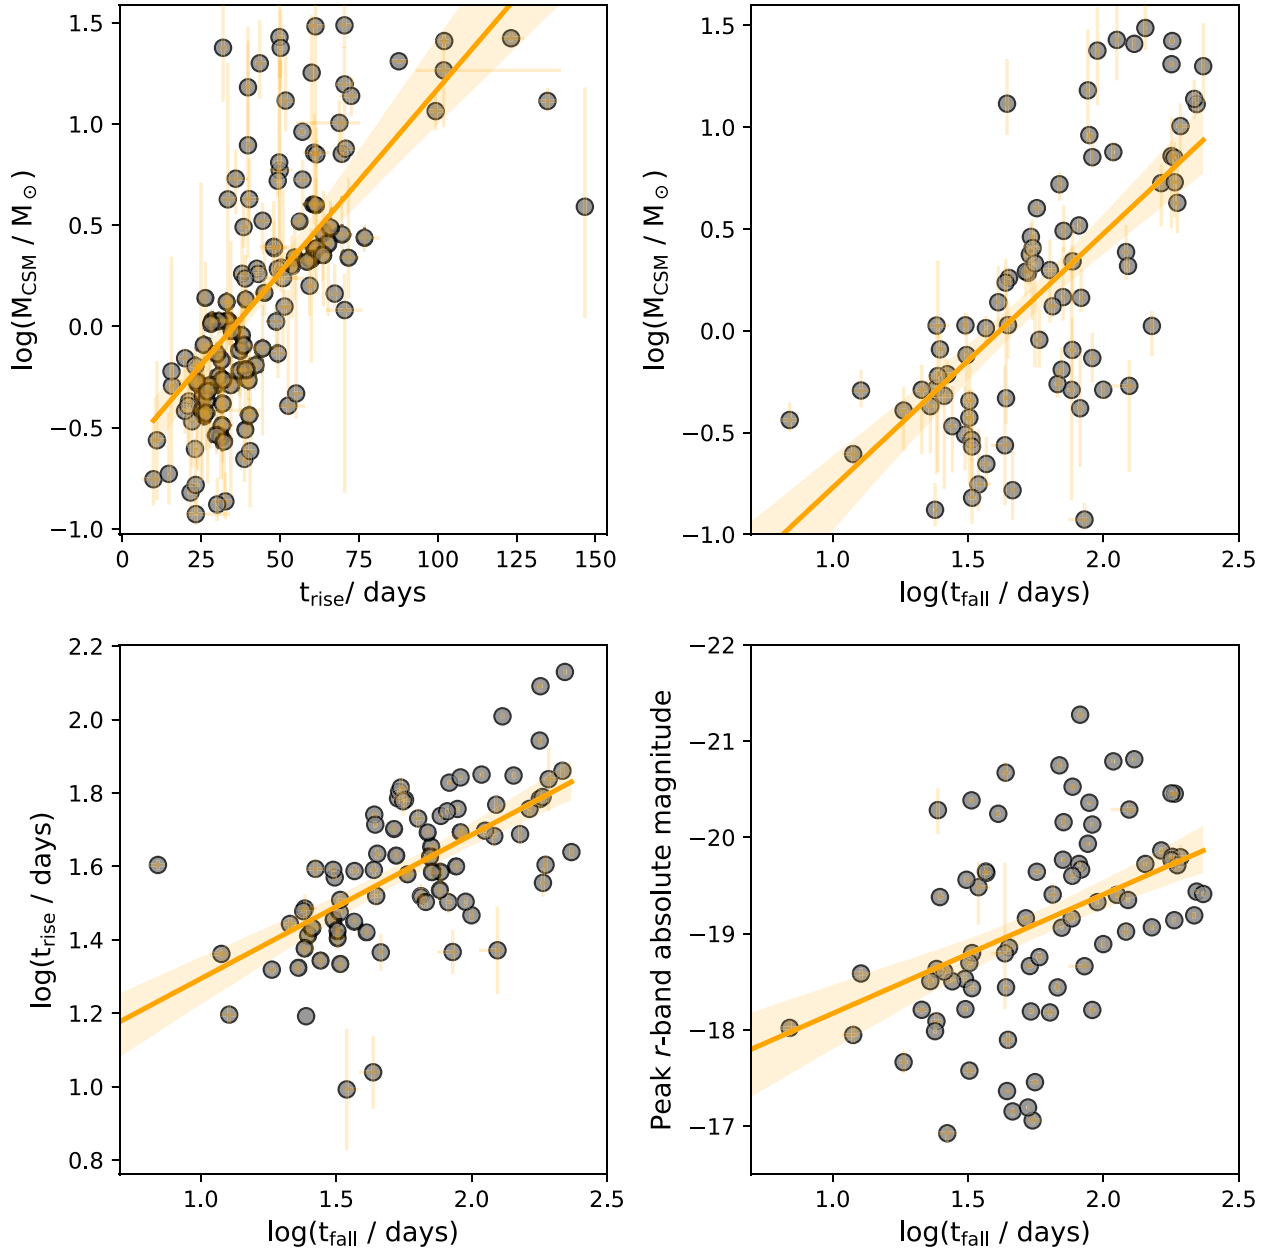 1.5
1.0
0.5
0.0
−0.5
−1.0
log(M_CSM / M_⊙)
0 25 50 75 100 125 150
t_rise/ days
1.5
1.0
0.5
0.0
−0.5
−1.0
log(M_CSM / M_⊙)
1.0 1.5 2.0 2.5
log(t_fall / days)
2.2
2.0
1.8
1.6
1.4
1.2
1.0
0.8
log(t_rise / days)
1.0 1.5 2.0 2.5
log(t_fall / days)
−22
−21
−20
−19
−18
−17
Peak r-band absolute magnitude
1.0 1.5 2.0 2.5
log(t_fall / days)